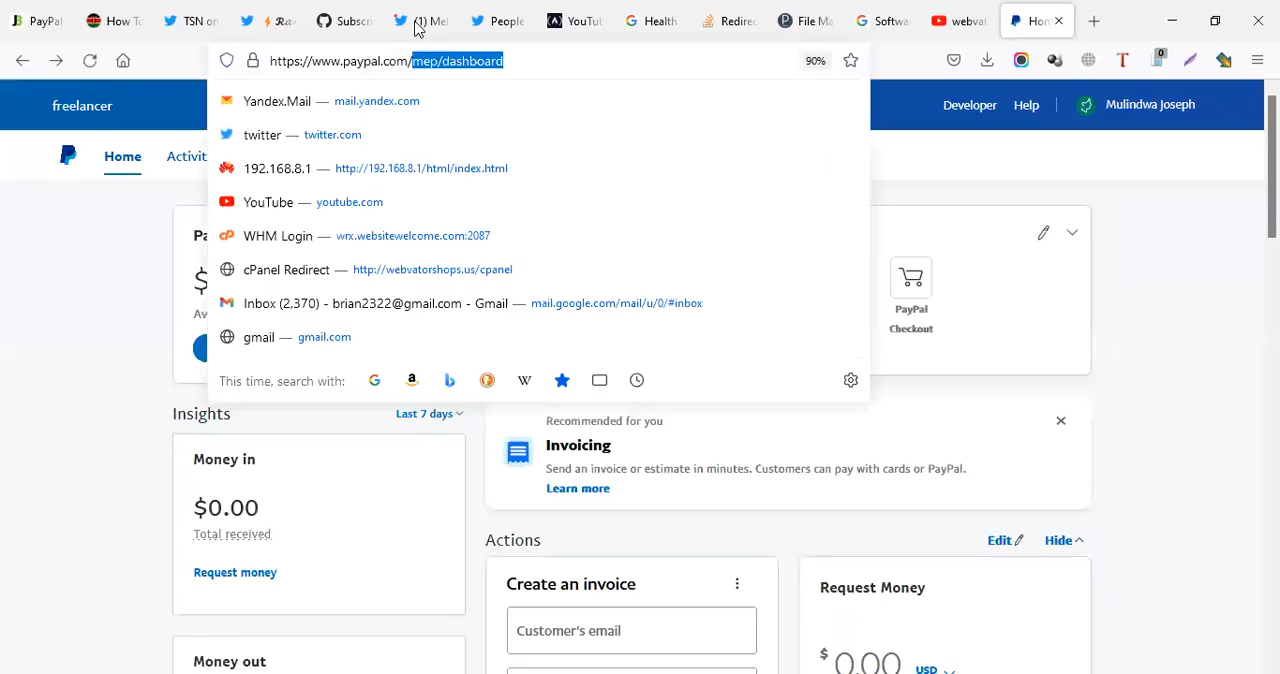 PayPal
How To
TSN on
Ra
Subscri
(1) Mel
People
YouTub
Health
Redirec
File Ma
Softwa
webvat
Hom
https://www.paypal.com/mep/dashboard
90%
T
0
Yandex.Mail — mail.yandex.com
twitter — twitter.com
192.168.8.1 — http://192.168.8.1/html/index.html
YouTube — youtube.com
WHM Login — wrx.websitewelcome.com:2087
cPanel Redirect — http://webvatorshops.us/cpanel
Inbox (2,370) - brian2322@gmail.com - Gmail — mail.google.com/mail/u/0/#inbox
gmail — gmail.com
This time, search with:
freelancer
Developer
Help
Mulindwa Joseph
Home
Activit
Pa
$
Av
PayPal
Checkout
Insights
Last 7 days
Money in
$0.00
Total received
Request money
Money out
Recommended for you
Invoicing
Send an invoice or estimate in minutes. Customers can pay with cards or PayPal.
Learn more
Actions
Edit
Hide
Create an invoice
Customer's email
Request Money
$ 0.00 USD